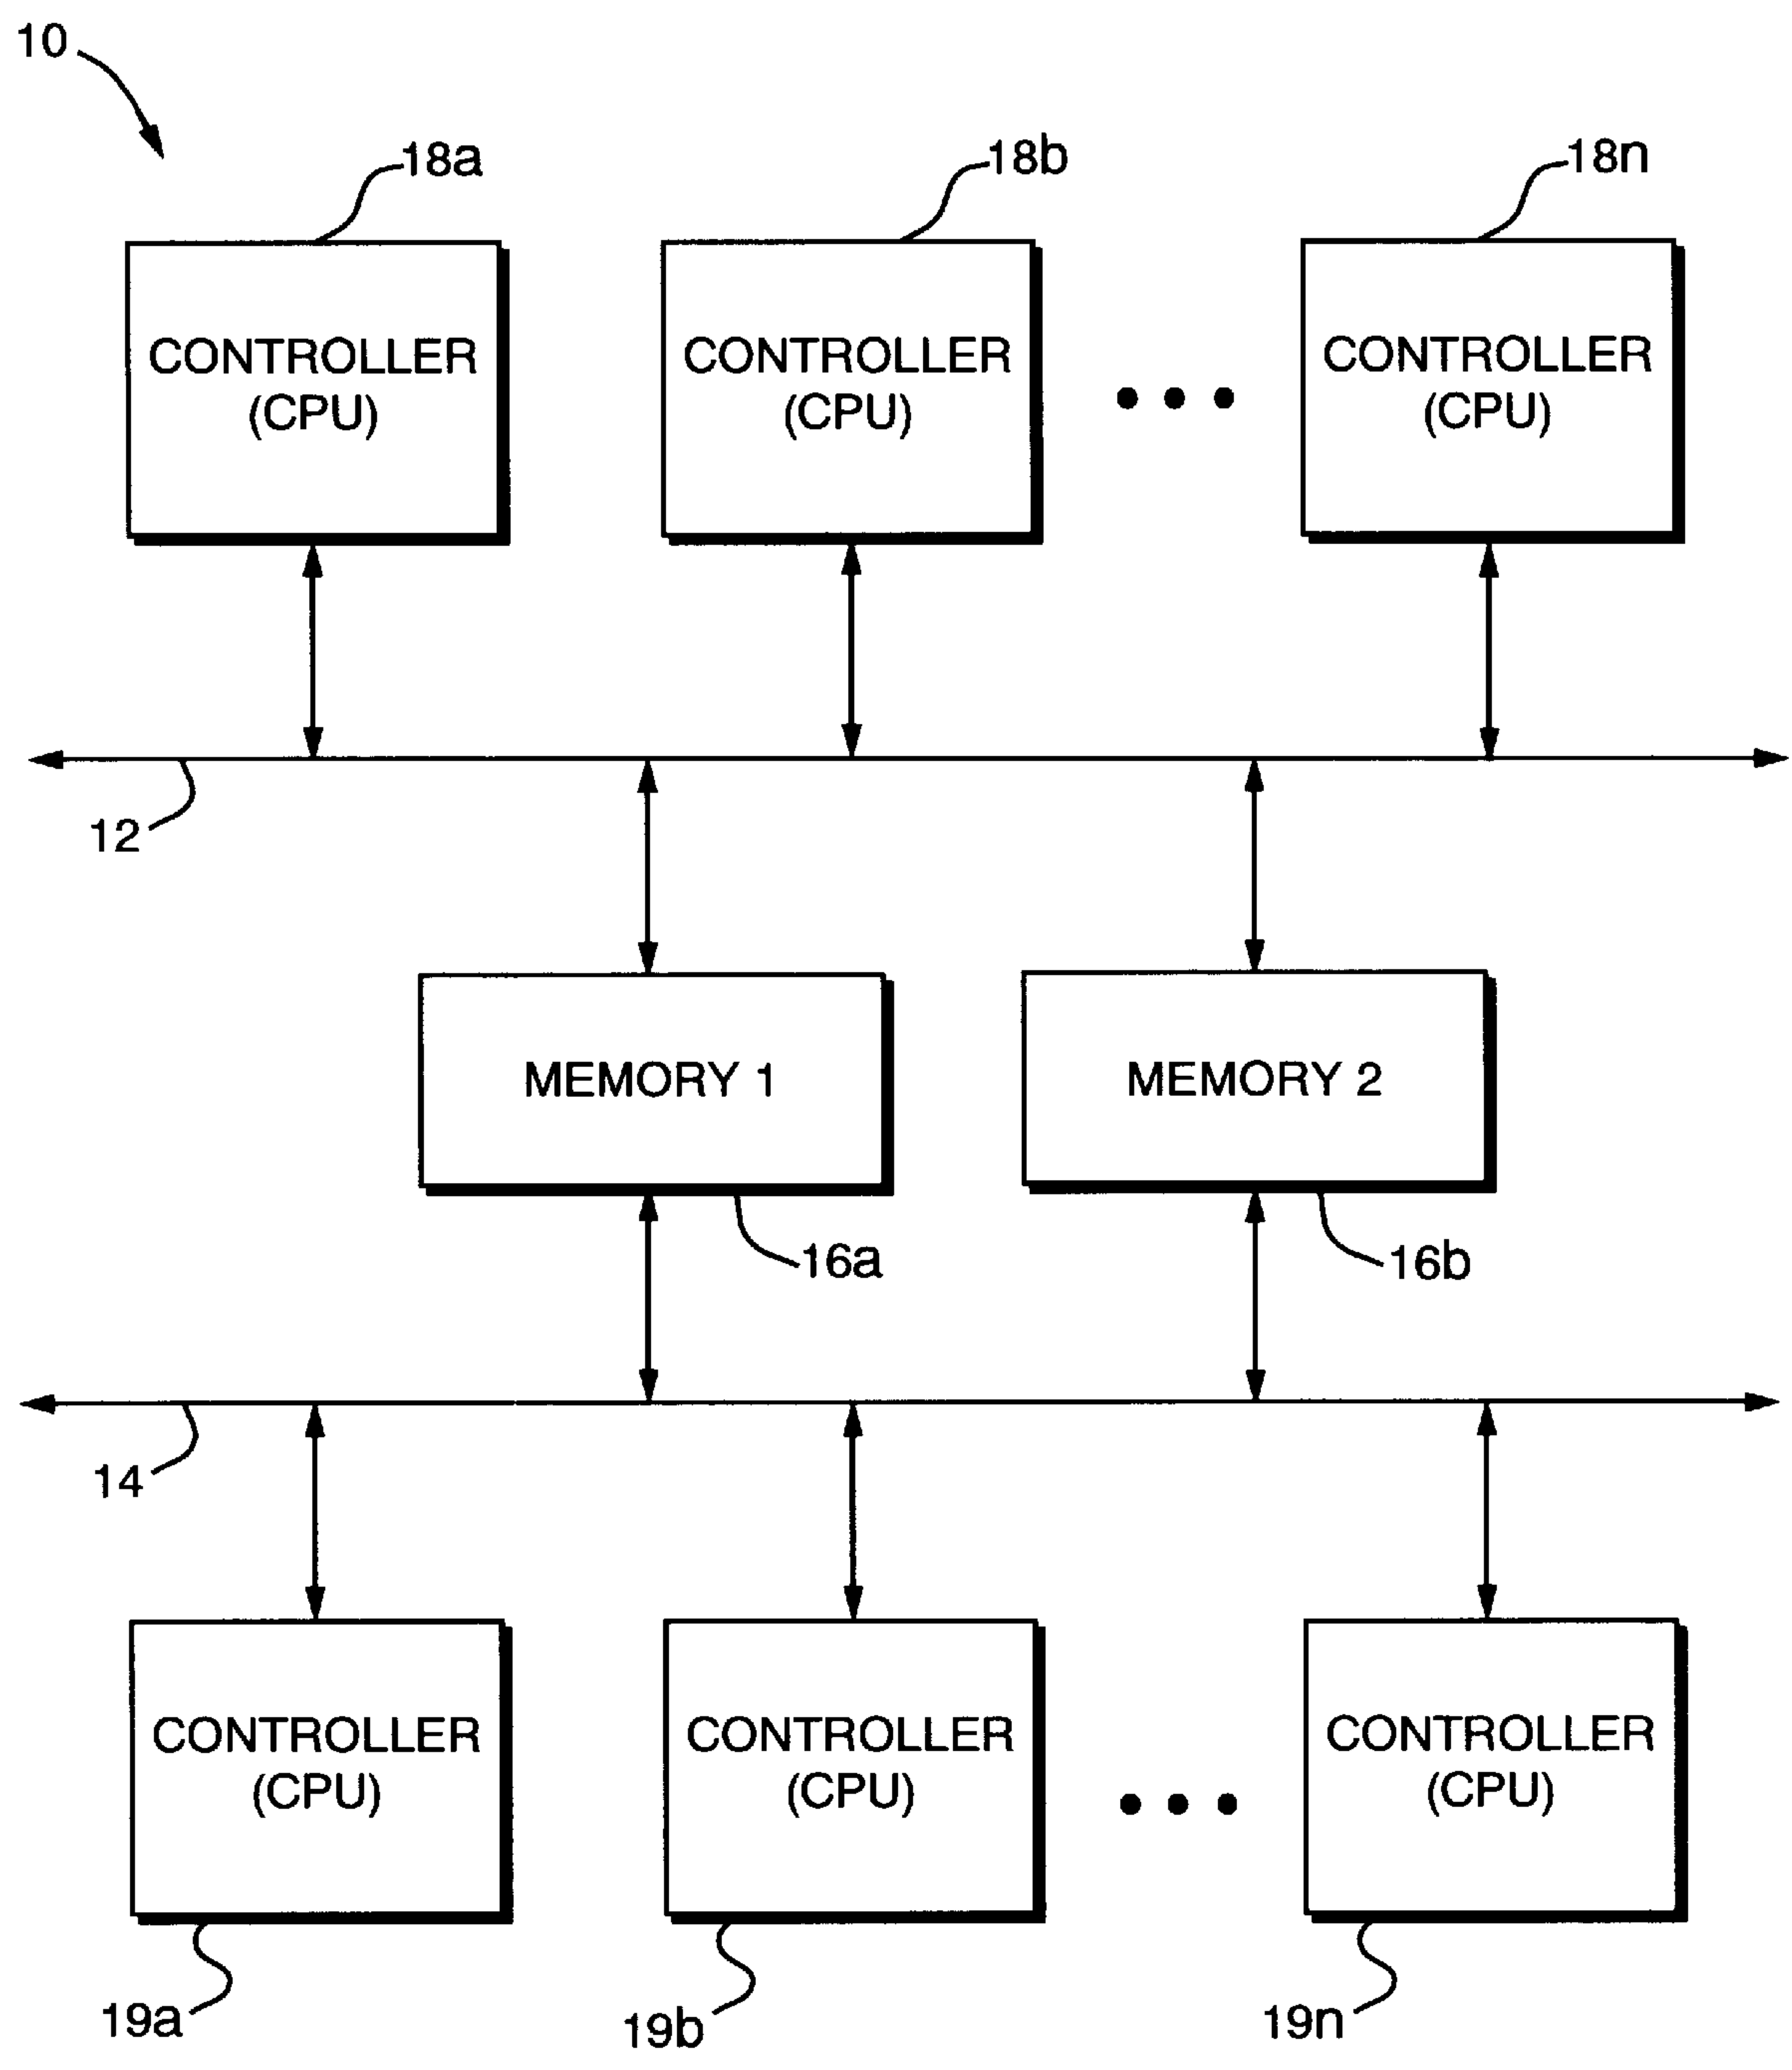 10
18a
18b
18n
CONTROLLER
(CPU)
CONTROLLER
(CPU)
CONTROLLER
(CPU)
12
MEMORY 1
MEMORY 2
16a
16b
14
CONTROLLER
(CPU)
CONTROLLER
(CPU)
CONTROLLER
(CPU)
19a
19b
19n